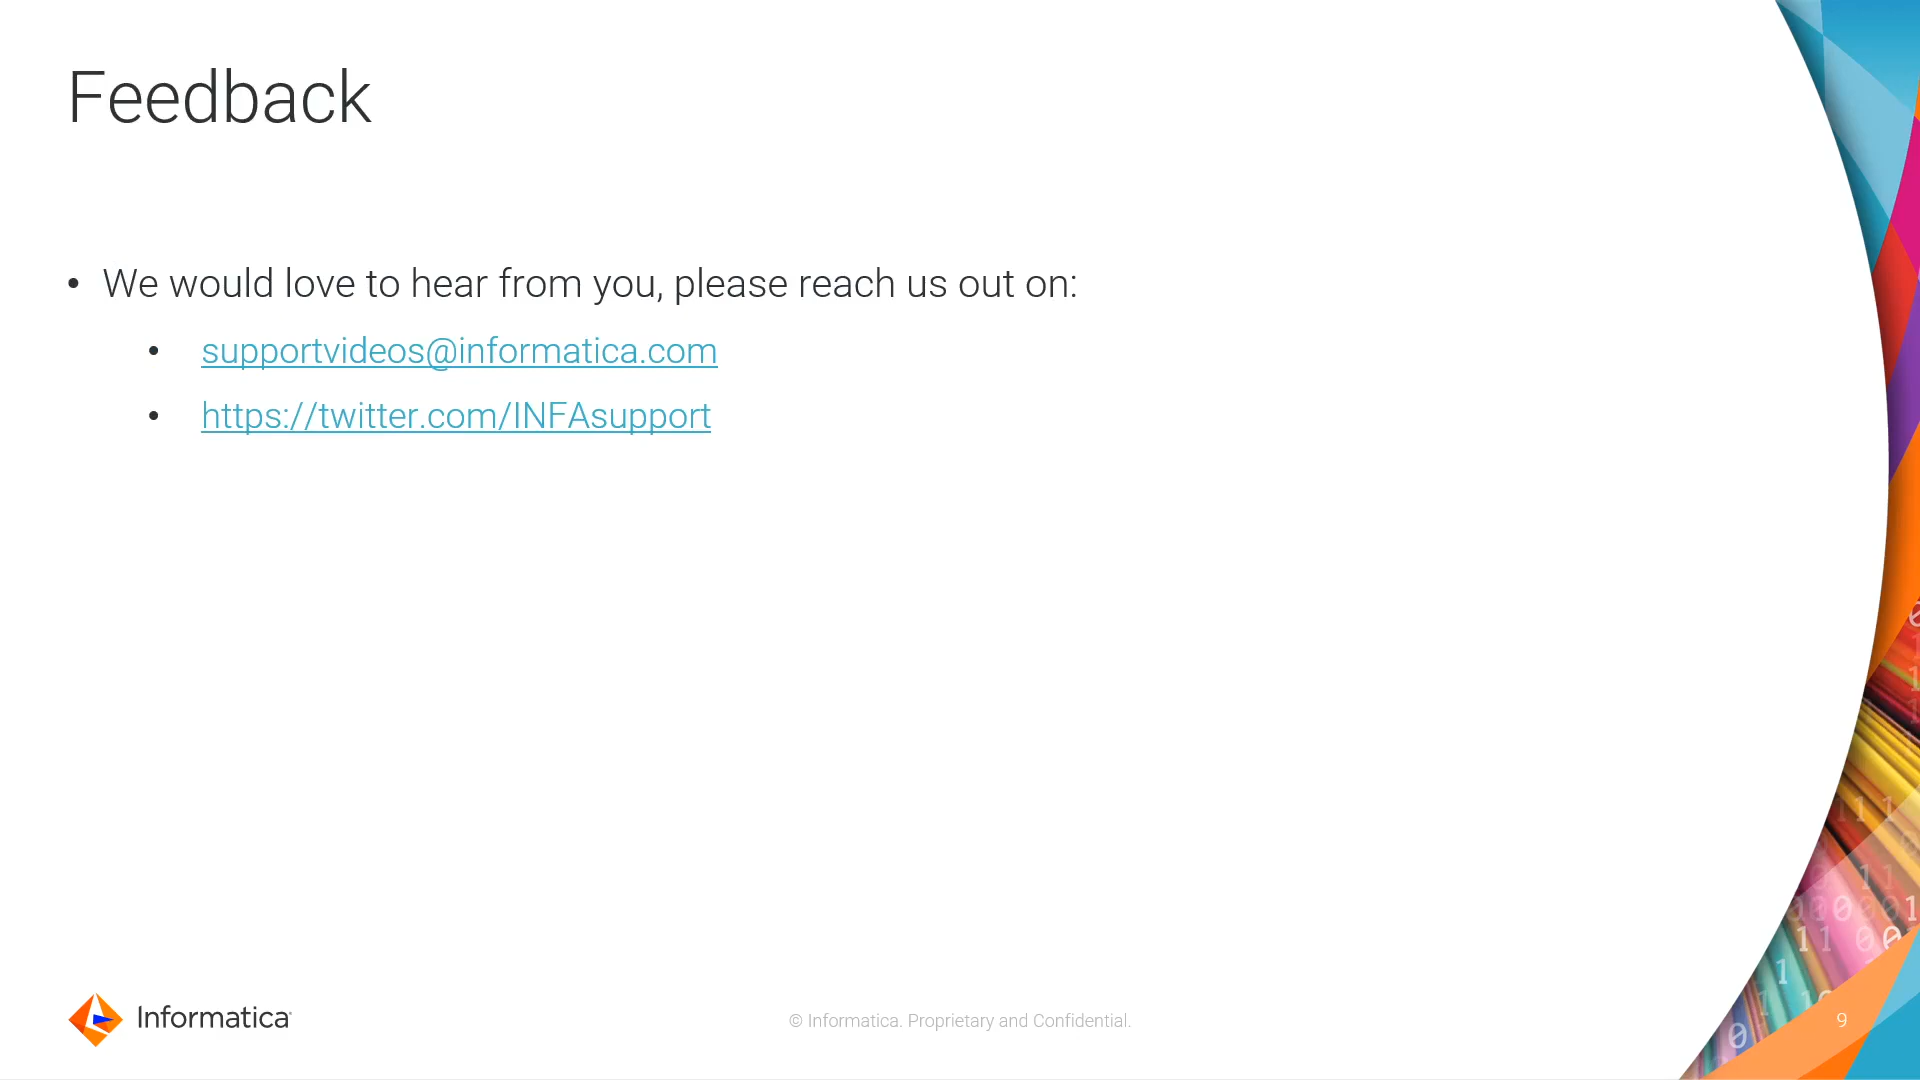 Feedback
• We would love to hear from you, please reach us out on:
• supportvideos@informatica.com
• https://twitter.com/INFAsupport
Informatica
© Informatica. Proprietary and Confidential.
9